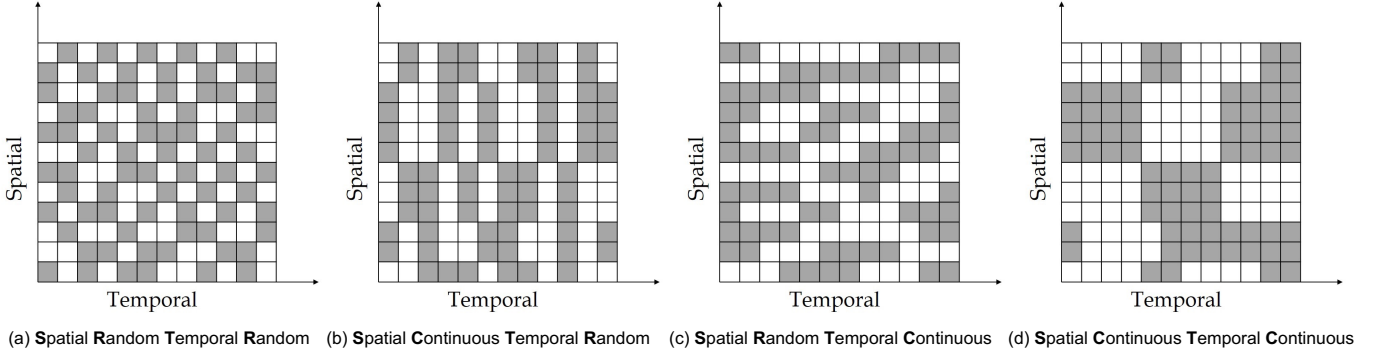 Spatial
Temporal
Spatial
Temporal
Spatial
Temporal
Spatial
Temporal
(a) Spatial Random Temporal Random
(b) Spatial Continuous Temporal Random
(c) Spatial Random Temporal Continuous
(d) Spatial Continuous Temporal Continuous